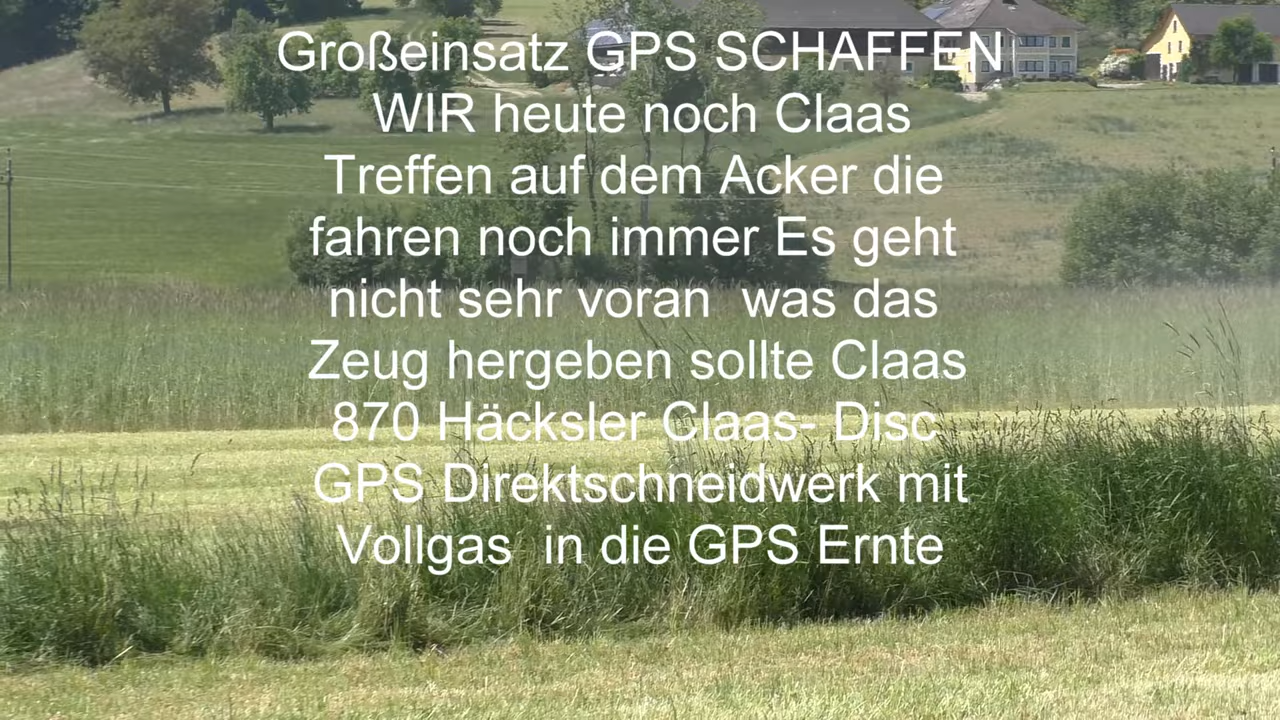 Großeinsatz GPS SCHAFFEN
WIR heute noch Claas
Treffen auf dem Acker die
fahren noch immer Es geht
nicht sehr voran  was das
Zeug hergeben sollte Claas
870 Häcksler Claas- Disc
GPS Direktschneidwerk mit
Vollgas  in die GPS Ernte